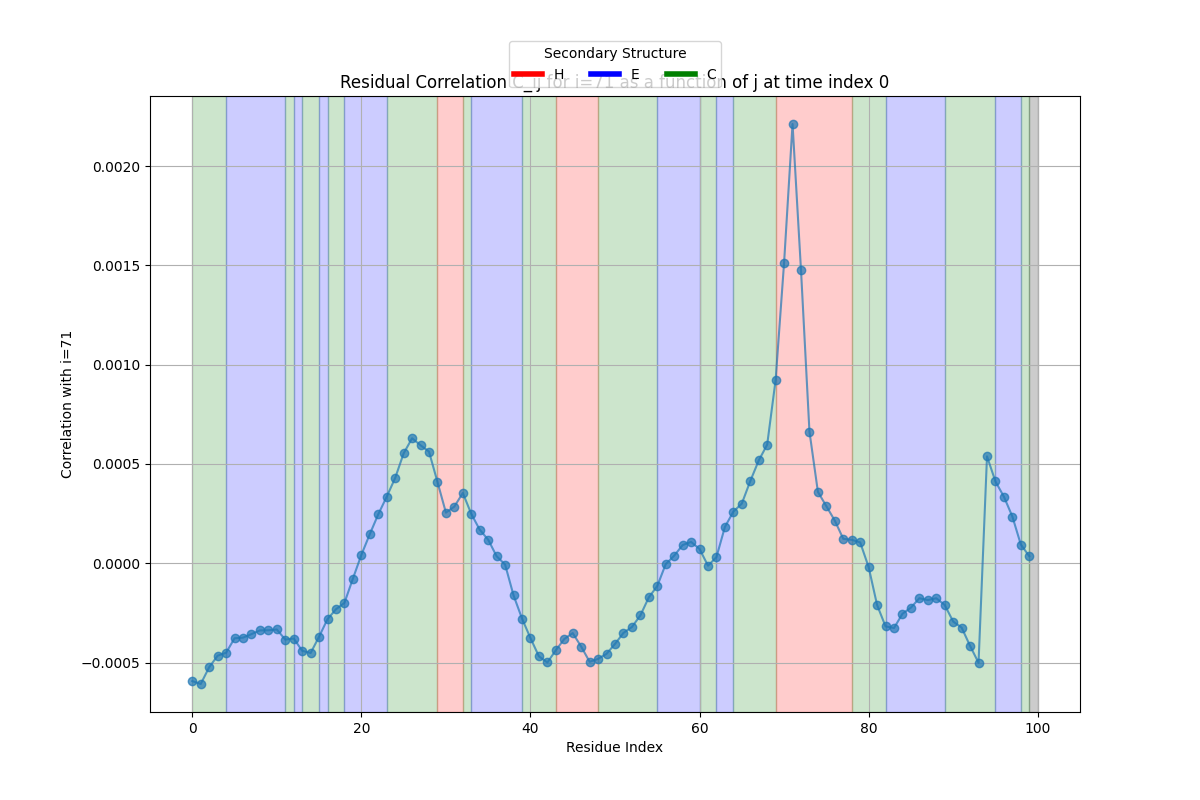 Secondary Structure
H E C
Residual Correlation C_ij for i=71 as a function of j at time index 0
Correlation with i=71
0.0020
0.0015
0.0010
0.0005
0.0000
−0.0005
0 20 40 60 80 100
Residue Index